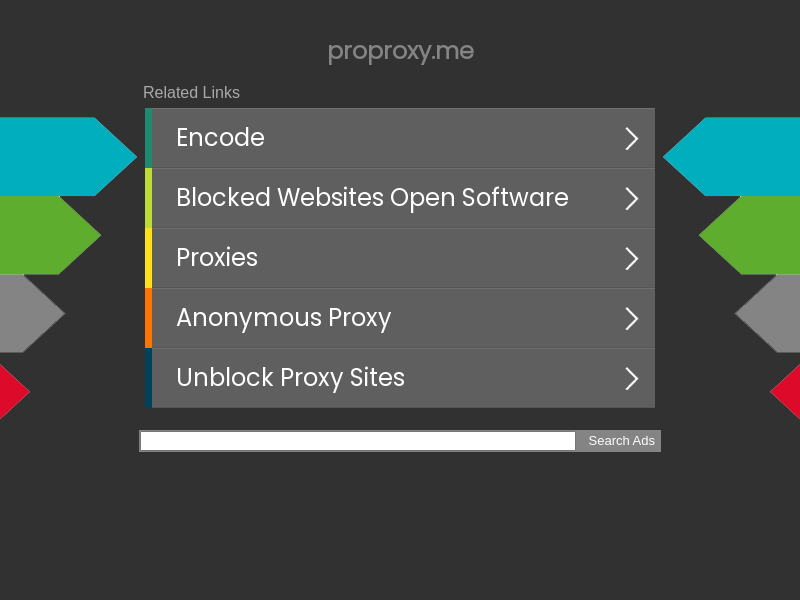 proproxy.me
Related Links
Encode
Blocked Websites Open Software
Proxies
Anonymous Proxy
Unblock Proxy Sites
Search Ads